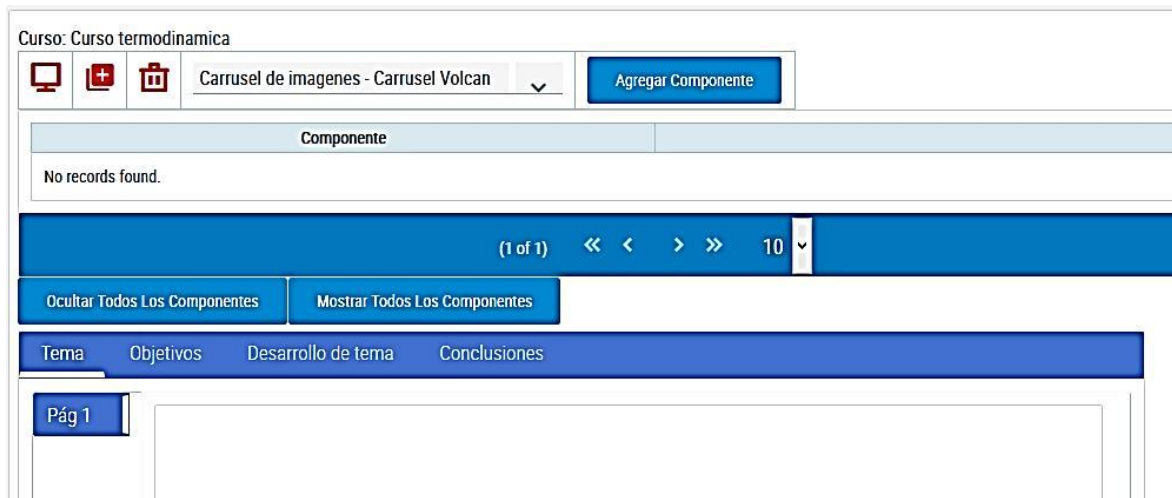 Curso: Curso termodinamica
Carrusel de imagenes - Carrusel Volcan Agregar Componente
Componente
No records found.
(1 of 1) 10
Ocultar Todos Los Componentes Mostrar Todos Los Componentes
Tema Objetivos Desarrollo de tema Conclusiones
Pág 1